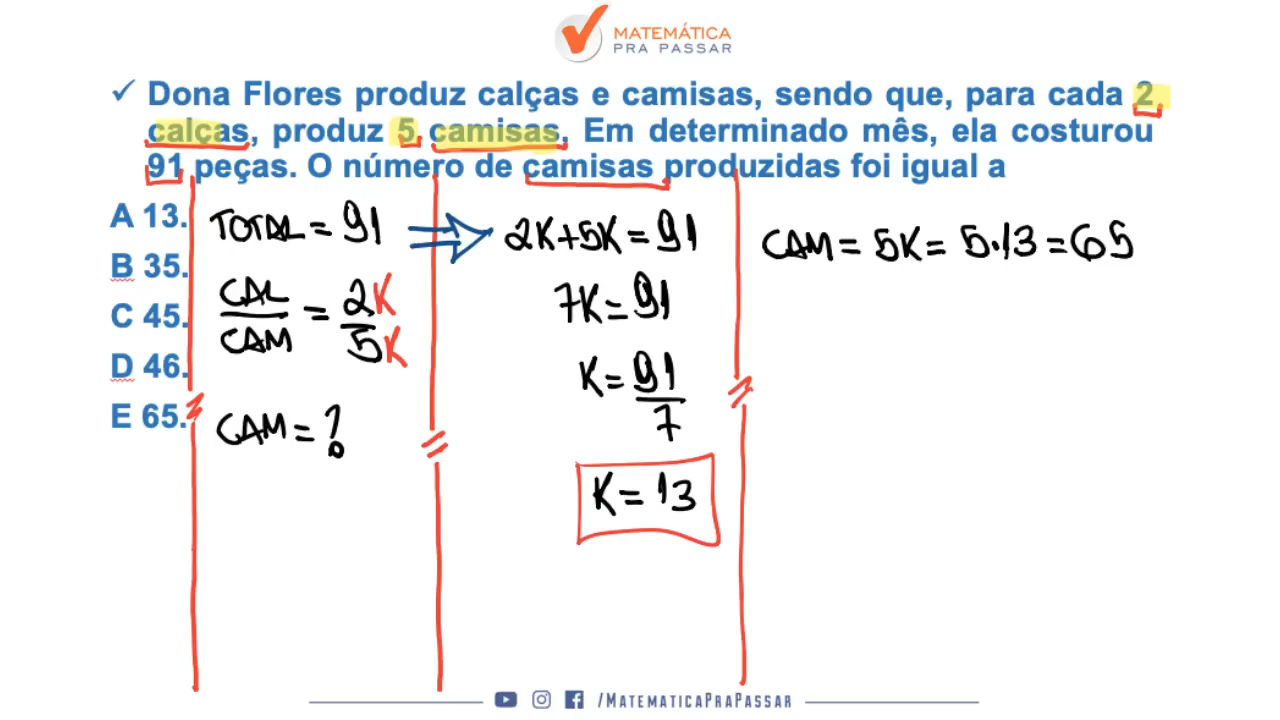 MATEMÁTICA
PRA PASSAR
✓ Dona Flores produz calças e camisas, sendo que, para cada 2
calças, produz 5 camisas. Em determinado mês, ela costurou
91 peças. O número de camisas produzidas foi igual a
A 13.
B 35.
C 45.
D 46.
E 65.
TOTAL = 91
CAL/CAM = 2K/5K
CAM = ?
2K+5K = 91
7K = 91
K = 91/7
K = 13
CAM = 5K = 5·13 = 65
/MATEMATICAPRAPASSAR